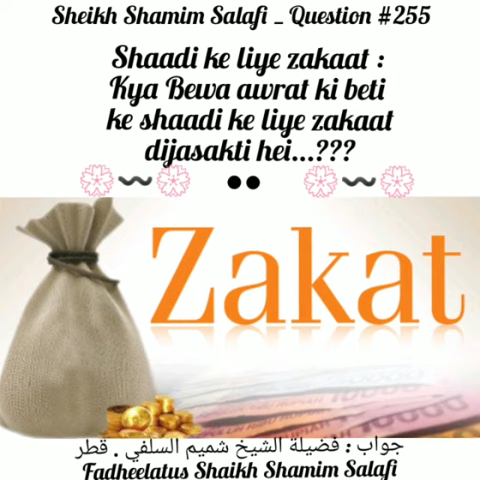 Sheikh Shamim Salafi _ Question #255
Shaadi ke liye zakaat :
Kya Bewa awrat ki beti
ke shaadi ke liye zakaat
dijasakti hei...???
Zakat
جواب : فضيلة الشيخ شميم السلفي . قطر
Fadheelatus Shaikh Shamim Salafi